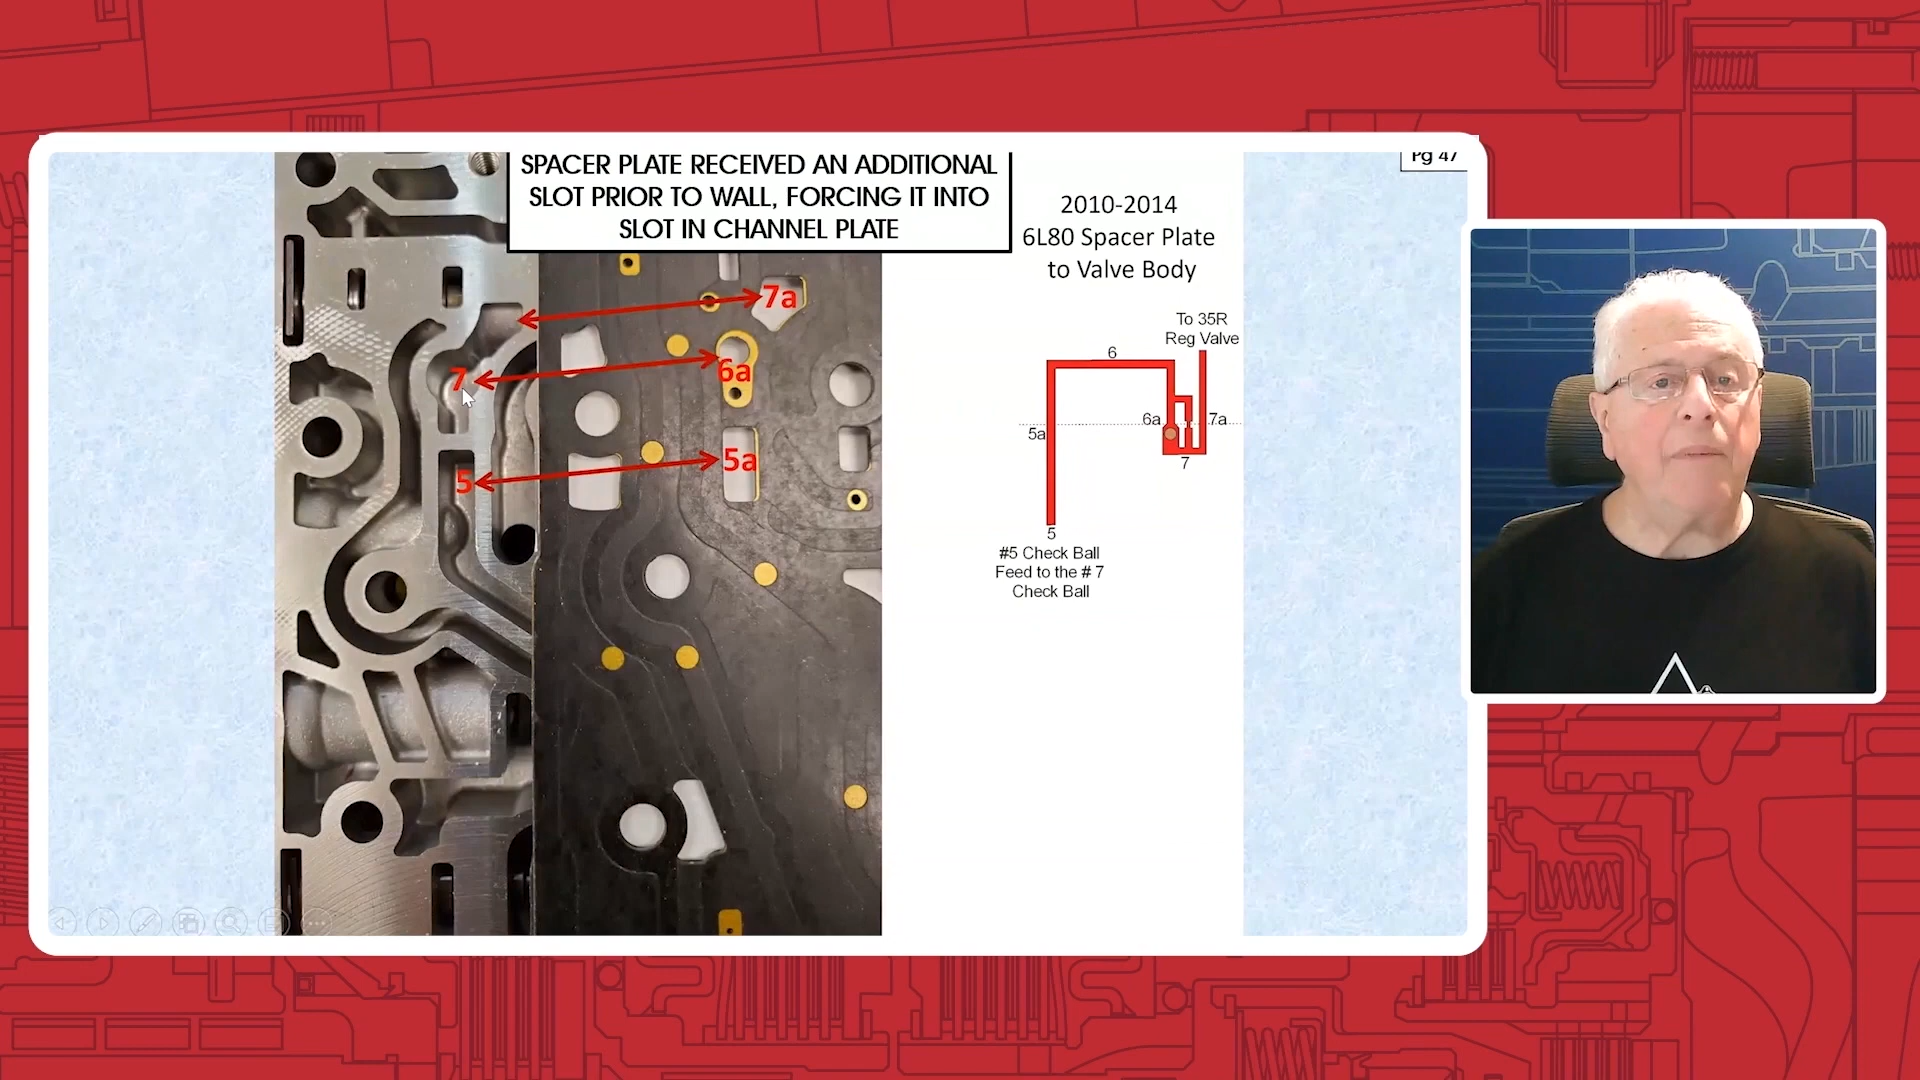 SPACER PLATE RECEIVED AN ADDITIONAL
SLOT PRIOR TO WALL, FORCING IT INTO
SLOT IN CHANNEL PLATE
Pg 47
2010-2014
6L80 Spacer Plate
to Valve Body
7a
7
6a
5
5a
To 35R
Reg Valve
6
6a
7a
5a
7
5
#5 Check Ball
Feed to the # 7
Check Ball